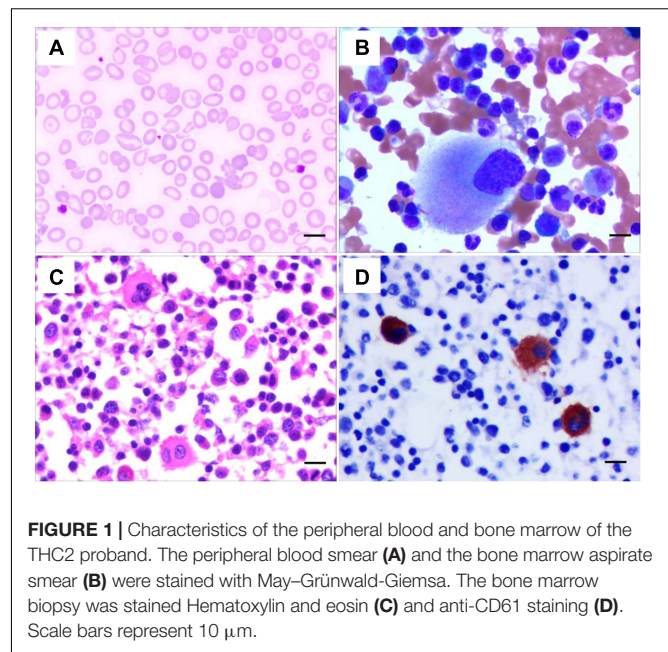 A
B
C
D
FIGURE 1 | Characteristics of the peripheral blood and bone marrow of the
THC2 proband. The peripheral blood smear (A) and the bone marrow aspirate
smear (B) were stained with May–Grünwald-Giemsa. The bone marrow
biopsy was stained Hematoxylin and eosin (C) and anti-CD61 staining (D).
Scale bars represent 10 μm.